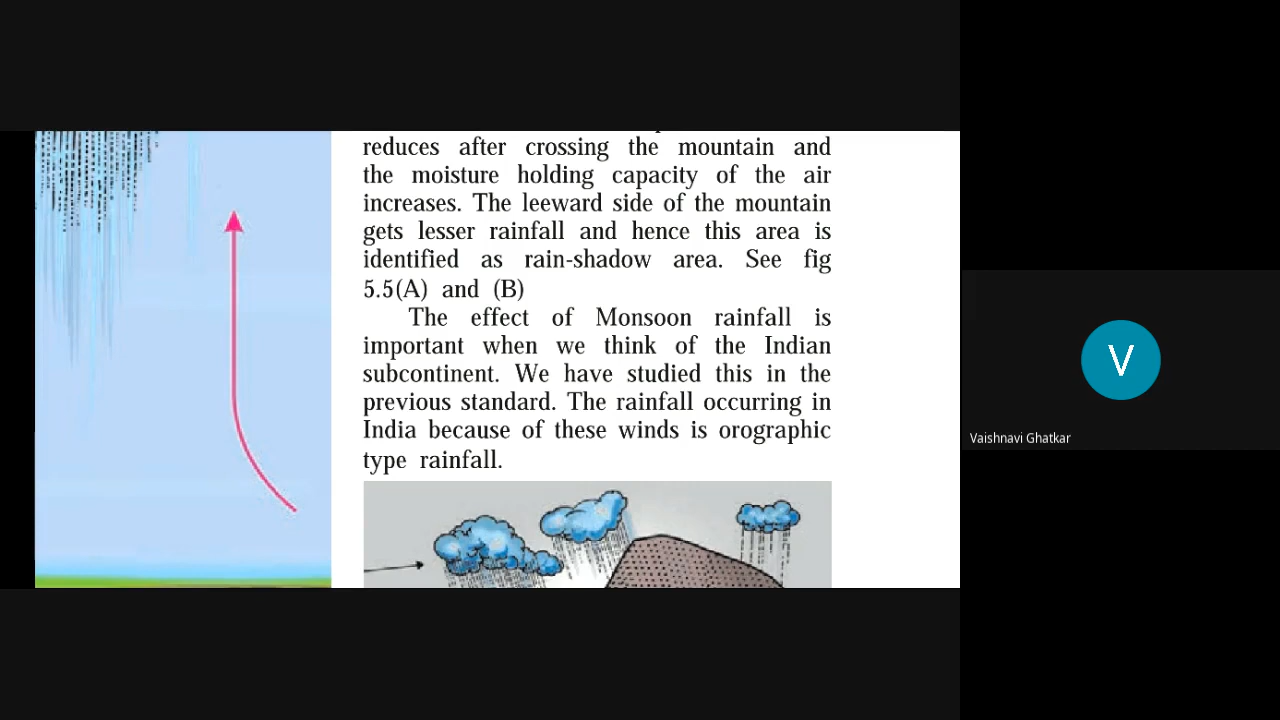 reduces after crossing the mountain and
the moisture holding capacity of the air
increases. The leeward side of the mountain
gets lesser rainfall and hence this area is
identified as rain-shadow area. See fig
5.5(A) and (B)
The effect of Monsoon rainfall is
important when we think of the Indian
subcontinent. We have studied this in the
previous standard. The rainfall occurring in
India because of these winds is orographic
type rainfall.
V
Vaishnavi Ghatkar